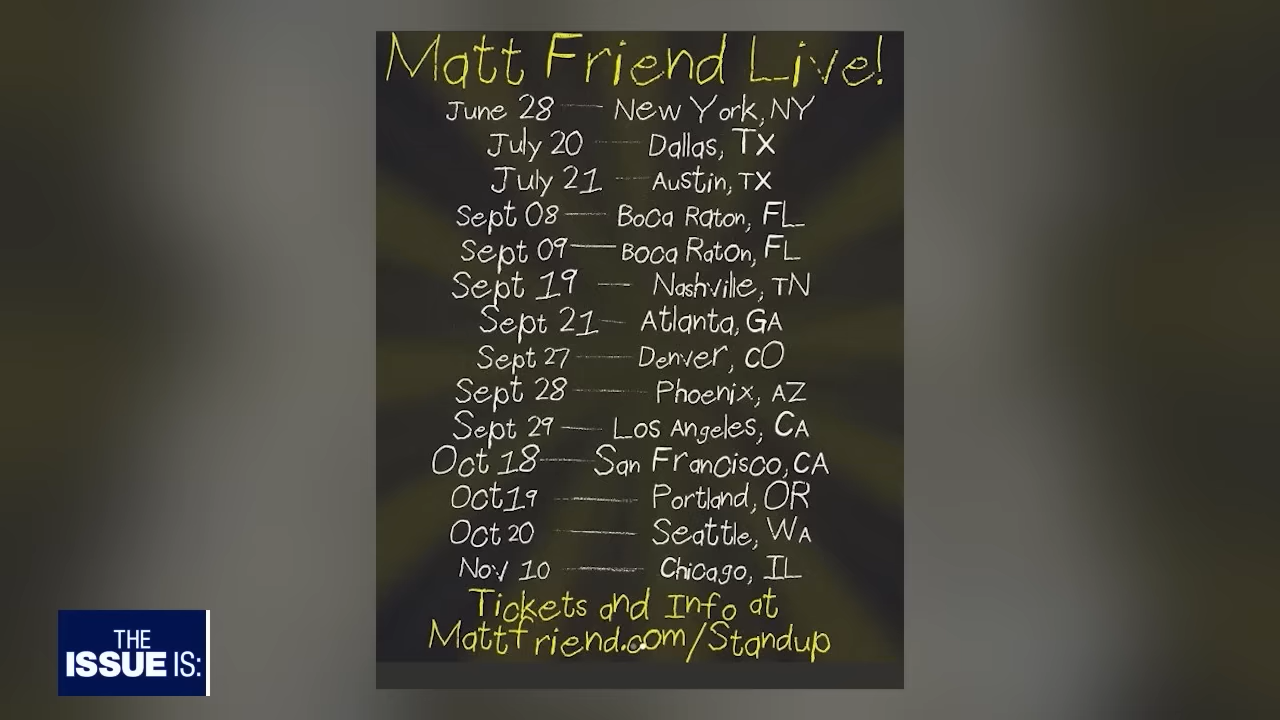 Matt Friend Live!
June 28 — New York, NY
July 20 — Dallas, TX
July 21 — Austin, TX
Sept 08 — Boca Raton, FL
Sept 09 — Boca Raton, FL
Sept 19 — Nashville, TN
Sept 21 — Atlanta, GA
Sept 27 — Denver, CO
Sept 28 — Phoenix, AZ
Sept 29 — Los Angeles, CA
Oct 18 — San Francisco, CA
Oct 19 — Portland, OR
Oct 20 — Seattle, WA
Nov 10 — Chicago, IL
Tickets and Info at
Mattfriend.com/Standup
THE
ISSUE IS: